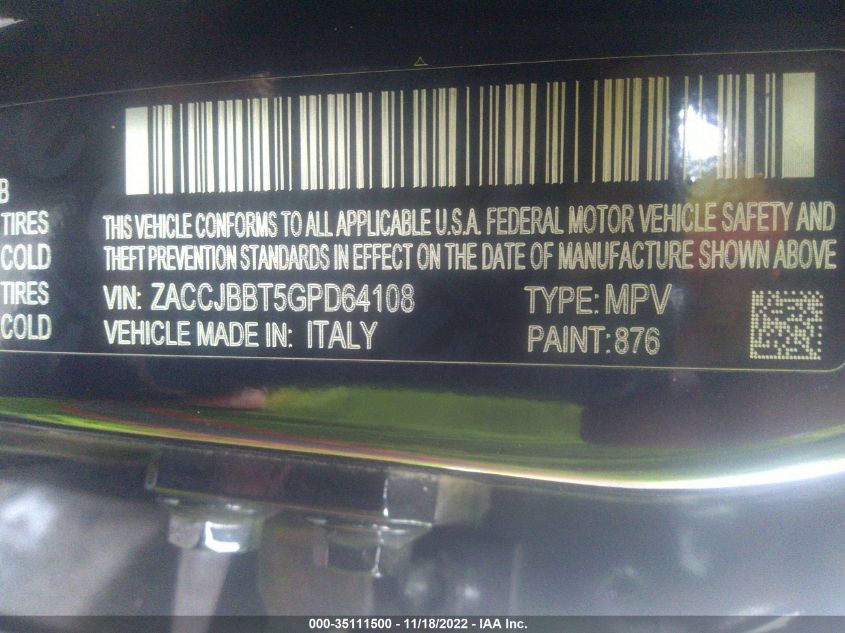 B
TIRES
COLD
TIRES
COLD
THIS VEHICLE CONFORMS TO ALL APPLICABLE U.S.A. FEDERAL MOTOR VEHICLE SAFETY AND
THEFT PREVENTION STANDARDS IN EFFECT ON THE DATE OF MANUFACTURE SHOWN ABOVE
VIN: ZACCJBBT5GPD64108 TYPE: MPV
VEHICLE MADE IN: ITALY PAINT: 876
000-35111500 - 11/18/2022 - IAA Inc.